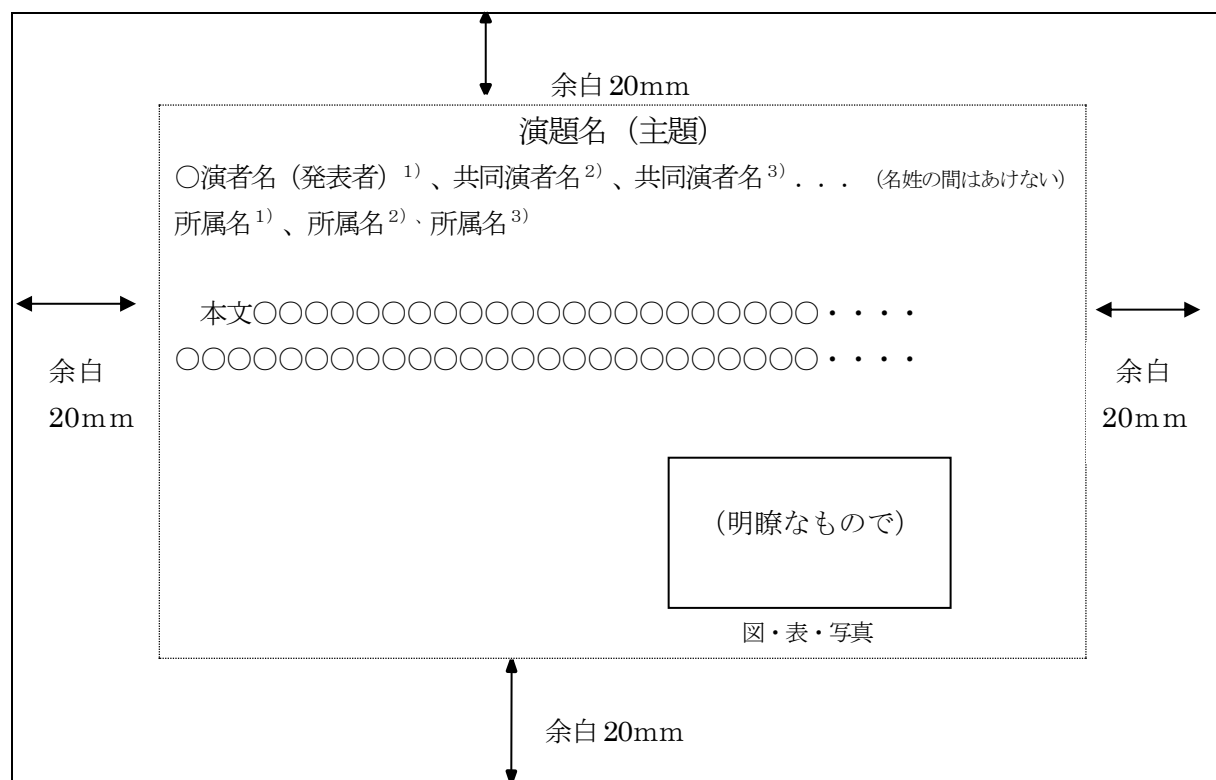 余白20mm
演題名（主題）
○演者名（発表者）1）、共同演者名2）、共同演者名3）．．． （名姓の間はあけない）
所属名1）、所属名2）、所属名3）
本文○○○○○○○○○○○○○○○○○○○○○○・・・・
○○○○○○○○○○○○○○○○○○○○○○○○○・・・・
余白
20mm
余白
20mm
（明瞭なもので）
図・表・写真
余白20mm